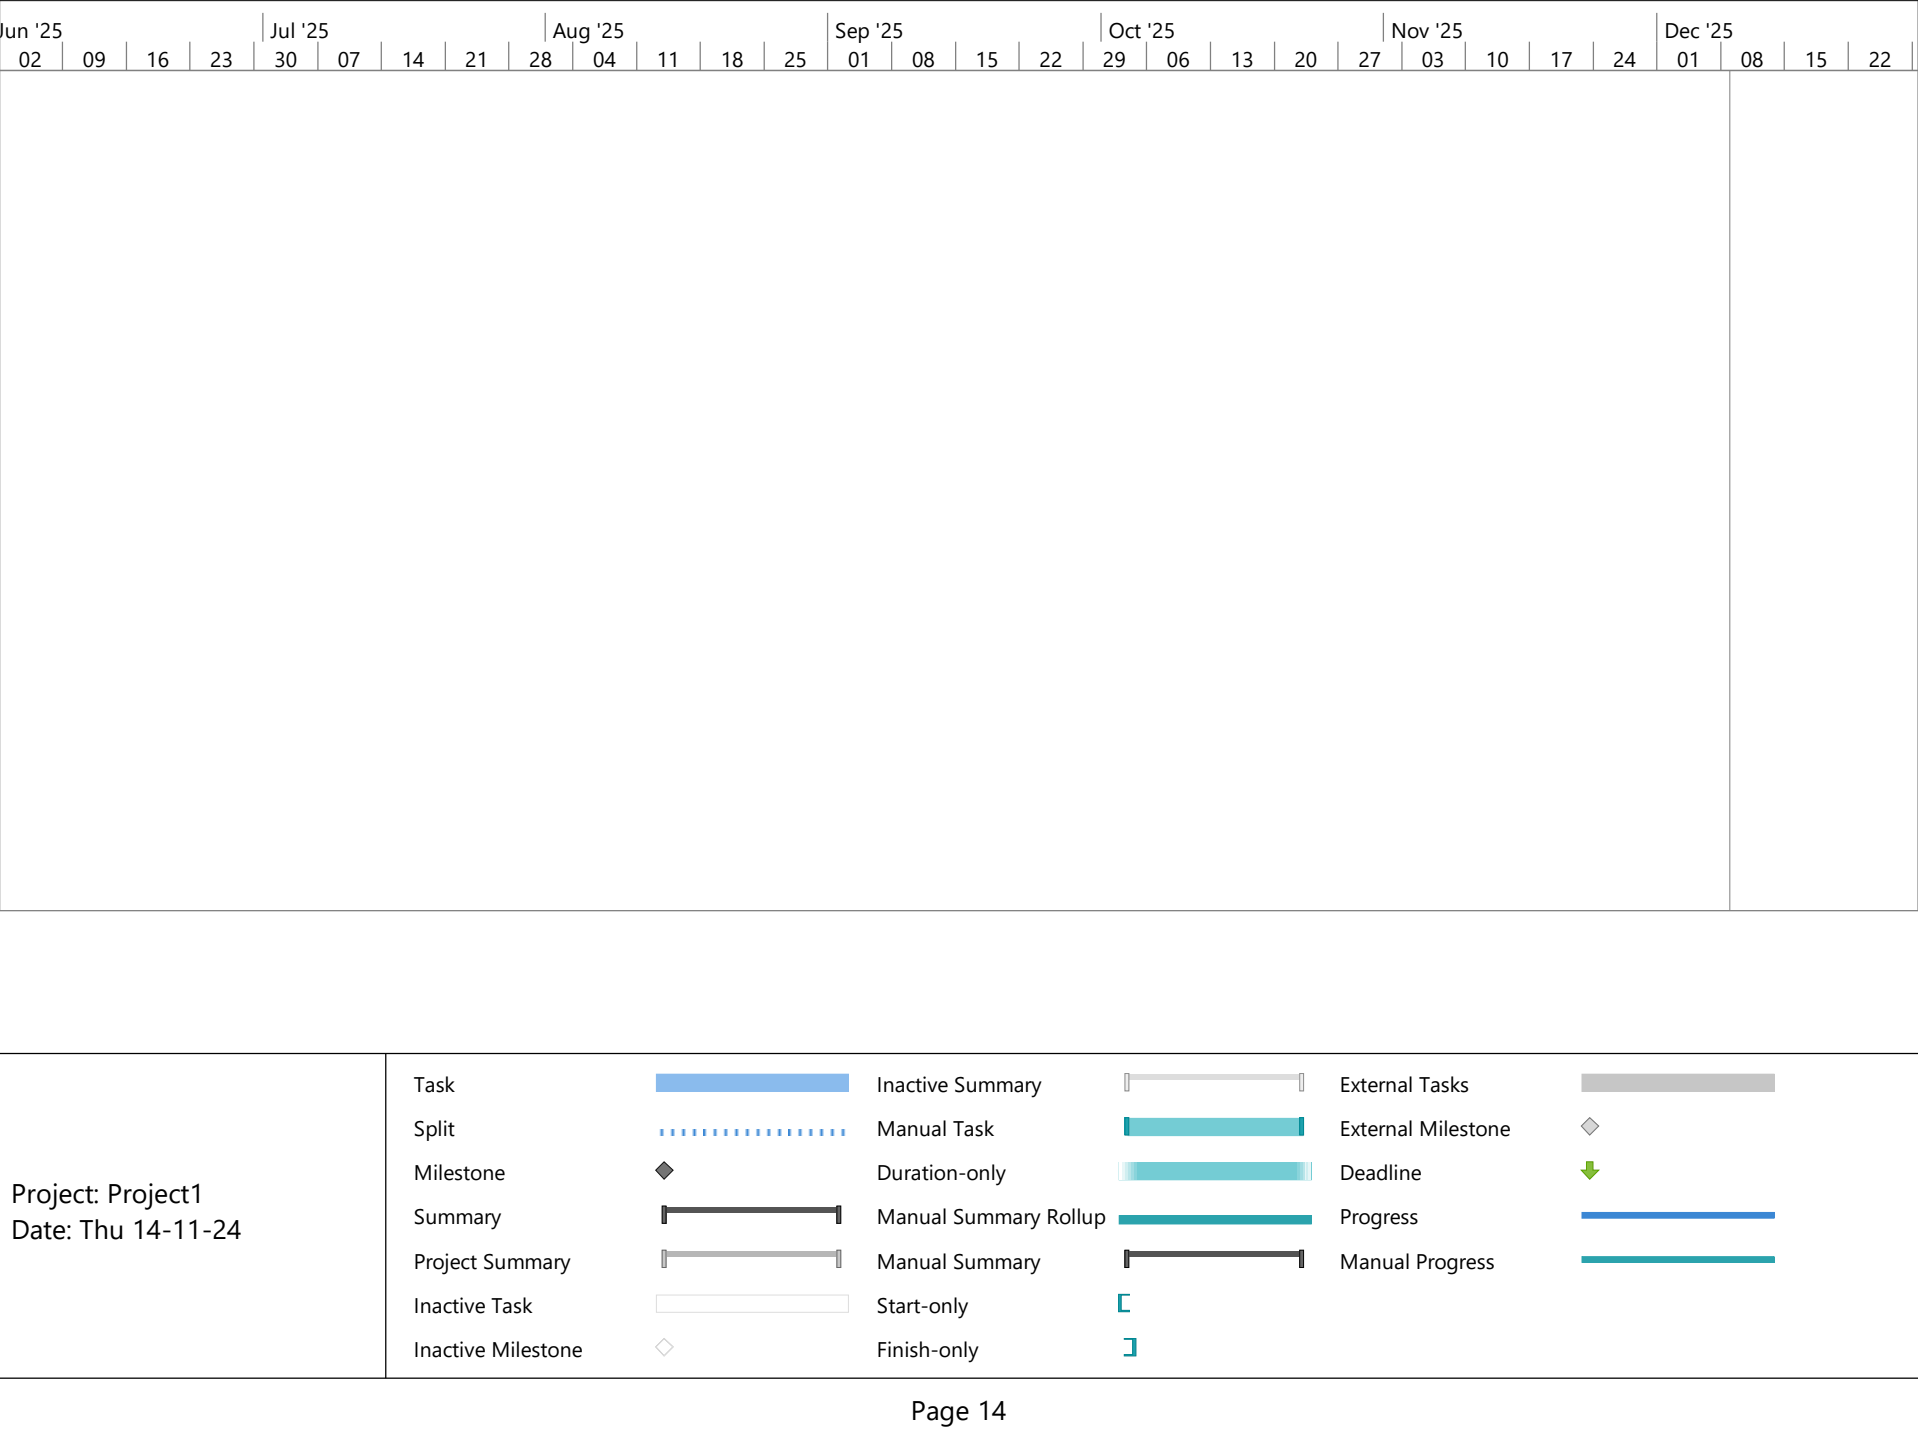 Jun '25 Jul '25 Aug '25 Sep '25 Oct '25 Nov '25 Dec '25
02 09 16 23 30 07 14 21 28 04 11 18 25 01 08 15 22 29 06 13 20 27 03 10 17 24 01 08 15 22
Project: Project1
Date: Thu 14-11-24
Task
Split
Milestone
Summary
Project Summary
Inactive Task
Inactive Milestone
Inactive Summary
Manual Task
Duration-only
Manual Summary Rollup
Manual Summary
Start-only
Finish-only
External Tasks
External Milestone
Deadline
Progress
Manual Progress
Page 14